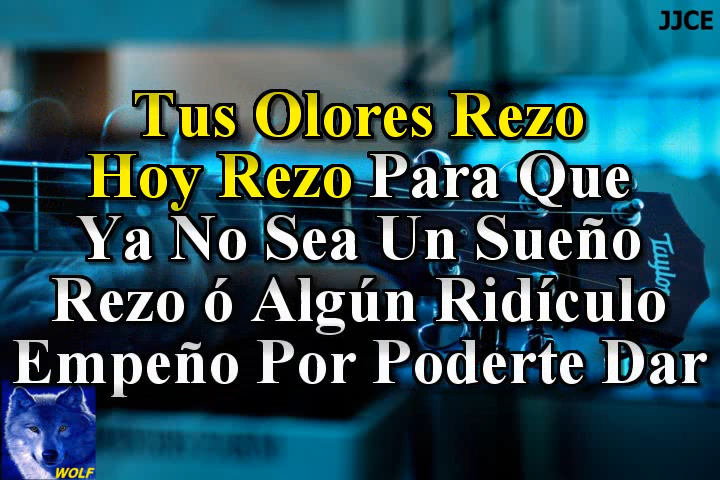 JJCE
Tus Olores Rezo
Hoy Rezo Para Que
Ya No Sea Un Sueño
Rezo ó Algún Ridículo
Empeño Por Poderte Dar
Taylor
WOLF